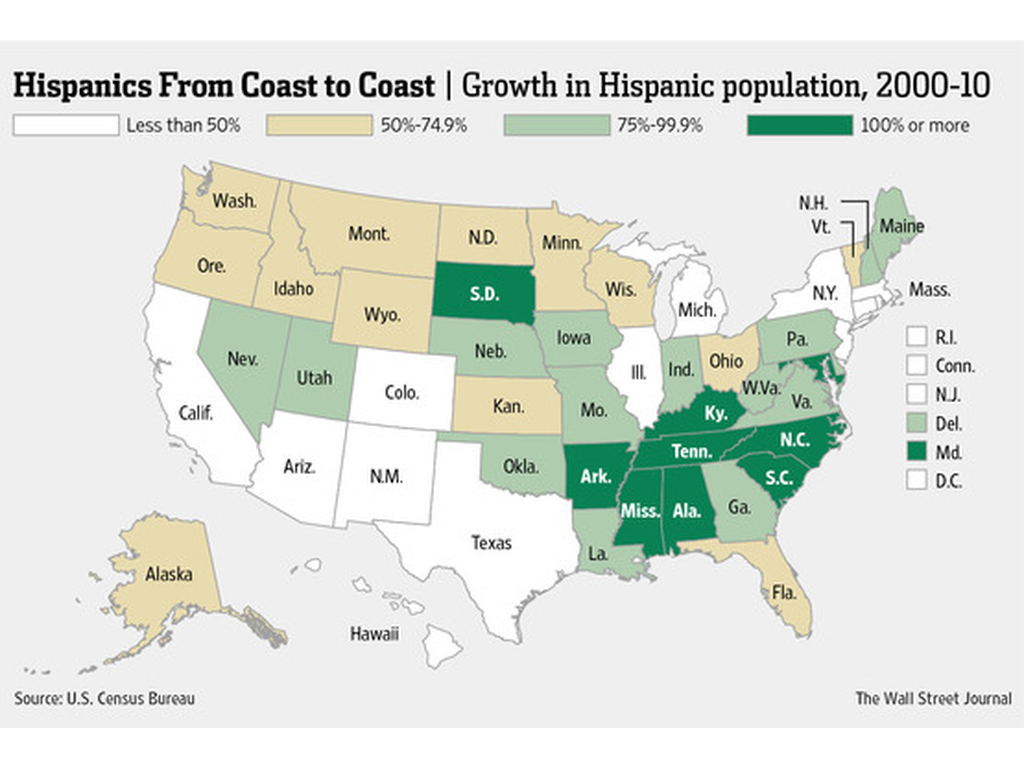 Hispanics From Coast to Coast | Growth in Hispanic population, 2000-10
Less than 50% 50%-74.9% 75%-99.9% 100% or more
Wash.
Mont.
N.D.
Minn.
N.H.
Vt.
Maine
Ore.
Idaho
Wyo.
S.D.
Wis.
Mich.
N.Y.
Mass.
Nev.
Utah
Colo.
Neb.
Iowa
Ill.
Ind.
Ohio
Pa.
R.I.
Conn.
N.J.
Del.
Md.
D.C.
Calif.
Kan.
Mo.
Ky.
W.Va.
Va.
Ariz.
N.M.
Okla.
Ark.
Tenn.
N.C.
S.C.
Texas
La.
Miss.
Ala.
Ga.
Fla.
Alaska
Hawaii
Source: U.S. Census Bureau
The Wall Street Journal